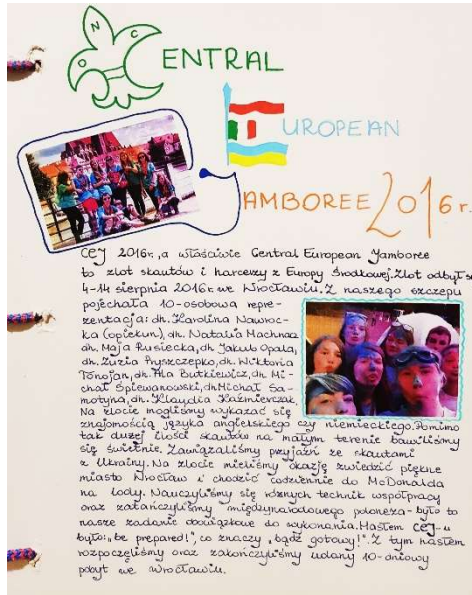 ONC
CENTRAL
EUROPEAN
JAMBOREE 2016 r.
CEJ 2016r., a właściwie Central European Jamboree
to zlot skautów i harcerzy z Europy Środkowej. Zlot odbył się
4-14 sierpnia 2016r. we Wrocławiu. Z naszego szczepu
pojechała 10-osobowa repre-
zentacja: dh. Karolina Nawroc-
ka (opiekun), dh. Natalia Machnacz,
dh. Maja Rusiecka, dh. Jakub Opala,
dh. Zuzia Pryszczepko, dh. Wiktoria
Tonojan, dh. Ala Butkiewicz, dh. Mi-
chał Śpiewanowski, dh Michał Sa-
motyha, dh. Klaudia Kaźmierczak.
Na zlocie mogliśmy wykazać się
znajomością języka angielskiego czy niemieckiego. Pomimo
tak dużej ilości skautów na małym terenie bawiliśmy
się świetnie. Zawiązaliśmy przyjaźń ze skautami
z Ukrainy. Na zlocie mieliśmy okazję zwiedzić piękne
miasto Wrocław i chodzić codziennie do McDonalda
na lody. Nauczyliśmy się różnych technik współpracy
oraz zatańczyliśmy międzynarodowego poloneza - było to
nasze zadanie obowiązkowe do wykonania. Hasłem CEJ-u
było: „be prepared!", co znaczy „bądź gotowy!". Z tym hasłem
rozpoczęliśmy oraz zakończyliśmy udany 10-dniowy
pobyt we Wrocławiu.